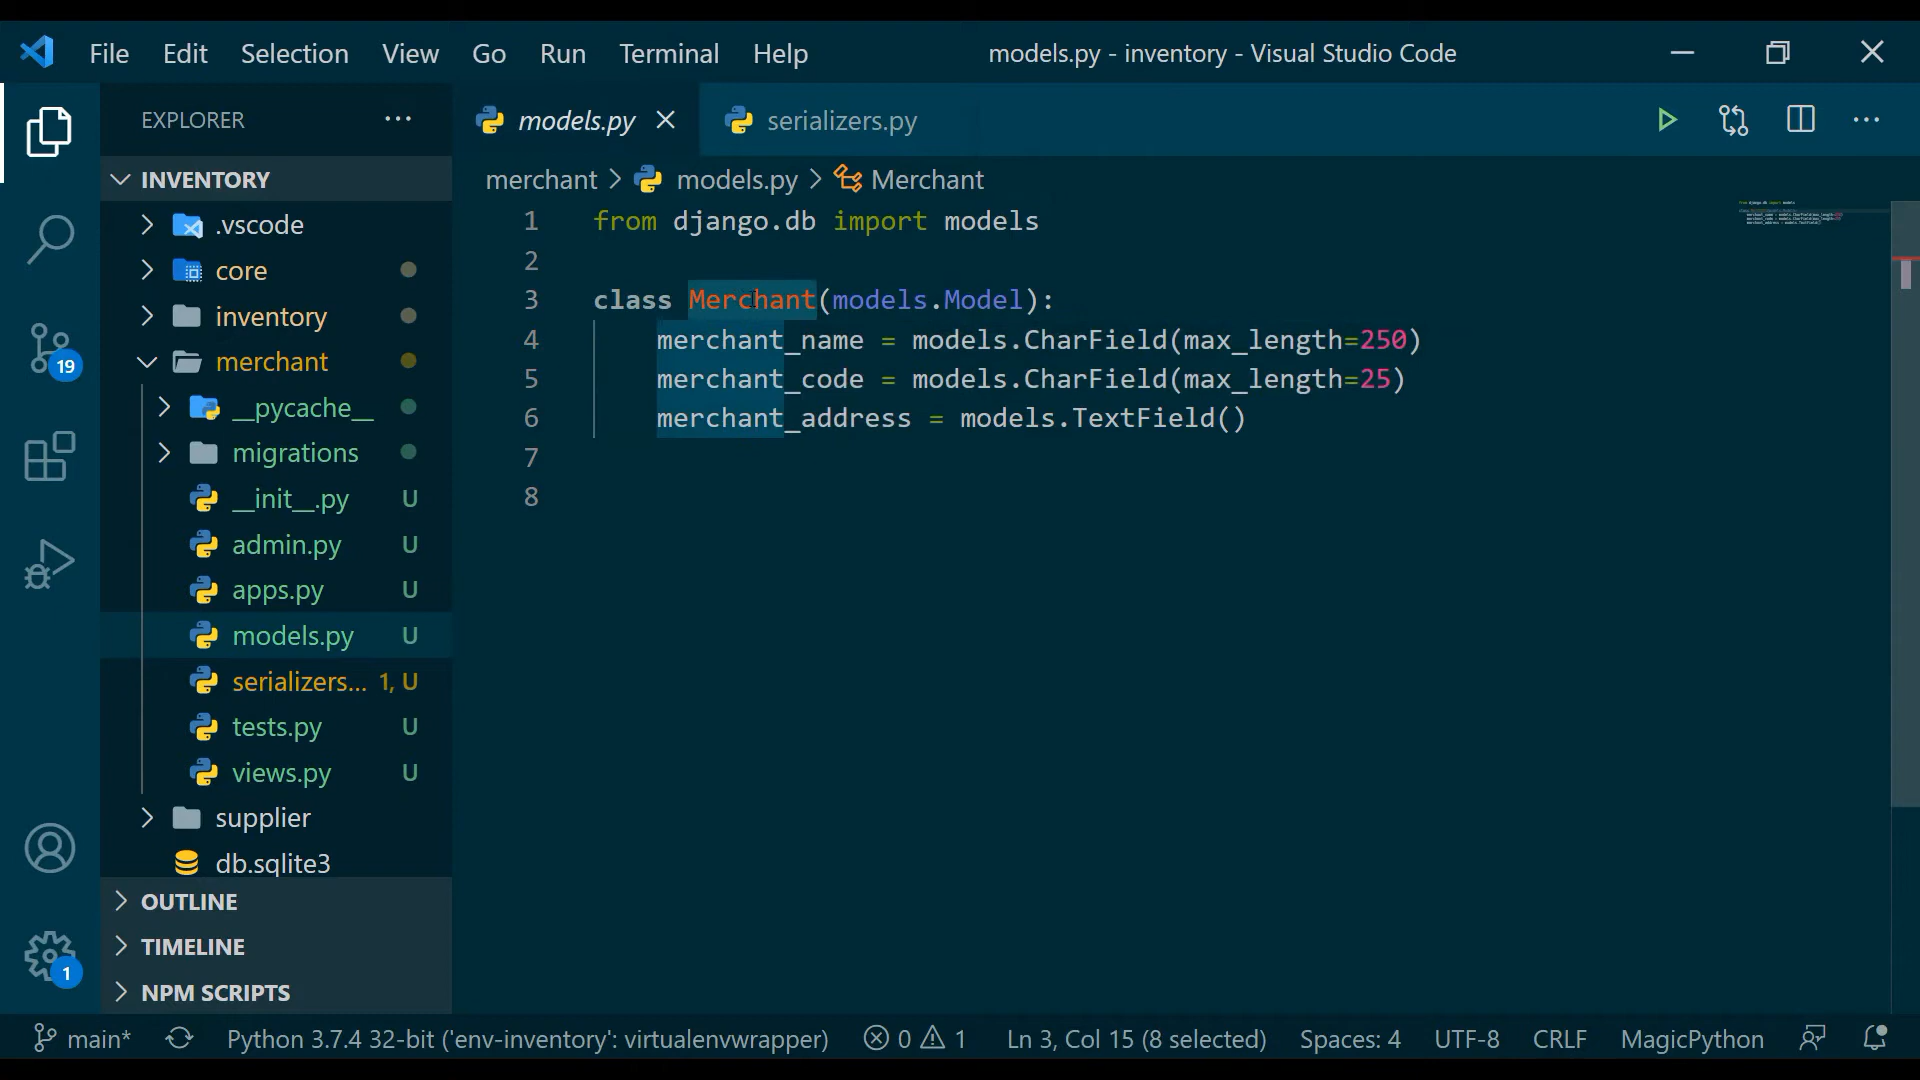 File Edit Selection View Go Run Terminal Help models.py - inventory - Visual Studio Code
EXPLORER
models.py serializers.py
INVENTORY
.vscode
core
inventory
merchant
__pycache__
migrations
__init__.py U
admin.py U
apps.py U
models.py U
serializers... 1, U
tests.py U
views.py U
supplier
db.sqlite3
OUTLINE
TIMELINE
NPM SCRIPTS
19
1
merchant > models.py > Merchant
1 from django.db import models
2
3 class Merchant(models.Model):
4 merchant_name = models.CharField(max_length=250)
5 merchant_code = models.CharField(max_length=25)
6 merchant_address = models.TextField()
7
8
main* Python 3.7.4 32-bit ('env-inventory': virtualenvwrapper) 0 1 Ln 3, Col 15 (8 selected) Spaces: 4 UTF-8 CRLF MagicPython